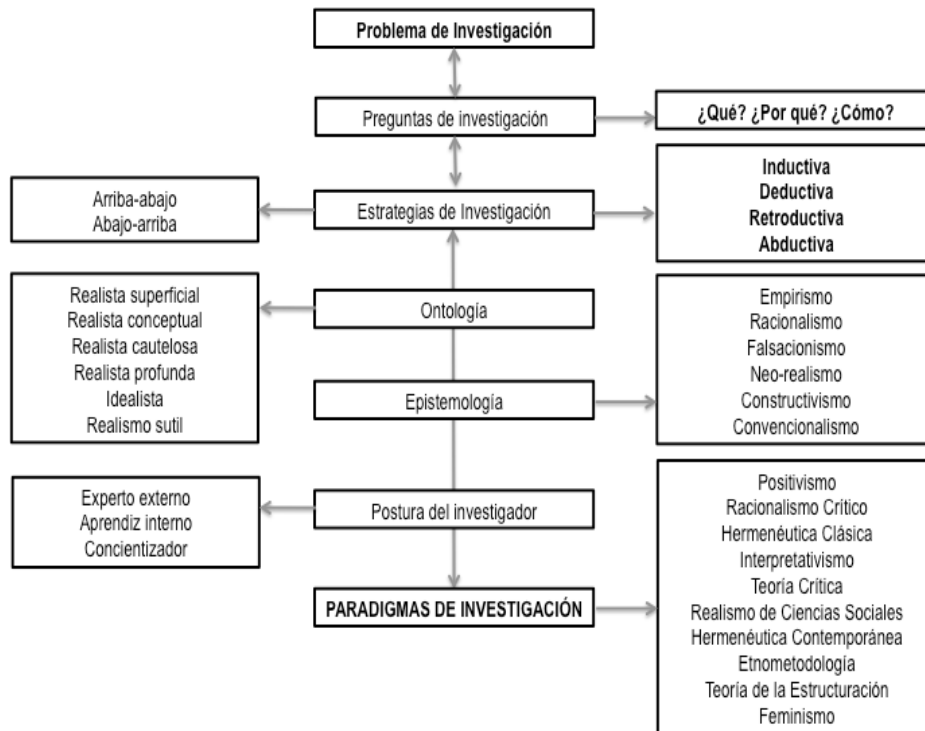 Problema de Investigación
Preguntas de investigación
¿Qué? ¿Por qué? ¿Cómo?
Arriba-abajo
Abajo-arriba
Estrategias de Investigación
Inductiva
Deductiva
Retroductiva
Abductiva
Realista superficial
Realista conceptual
Realista cautelosa
Realista profunda
Idealista
Realismo sutil
Ontología
Epistemología
Empirismo
Racionalismo
Falsacionismo
Neo-realismo
Constructivismo
Convencionalismo
Experto externo
Aprendiz interno
Concientizador
Postura del investigador
PARADIGMAS DE INVESTIGACIÓN
Positivismo
Racionalismo Crítico
Hermenéutica Clásica
Interpretativismo
Teoría Crítica
Realismo de Ciencias Sociales
Hermenéutica Contemporánea
Etnometodología
Teoría de la Estructuración
Feminismo